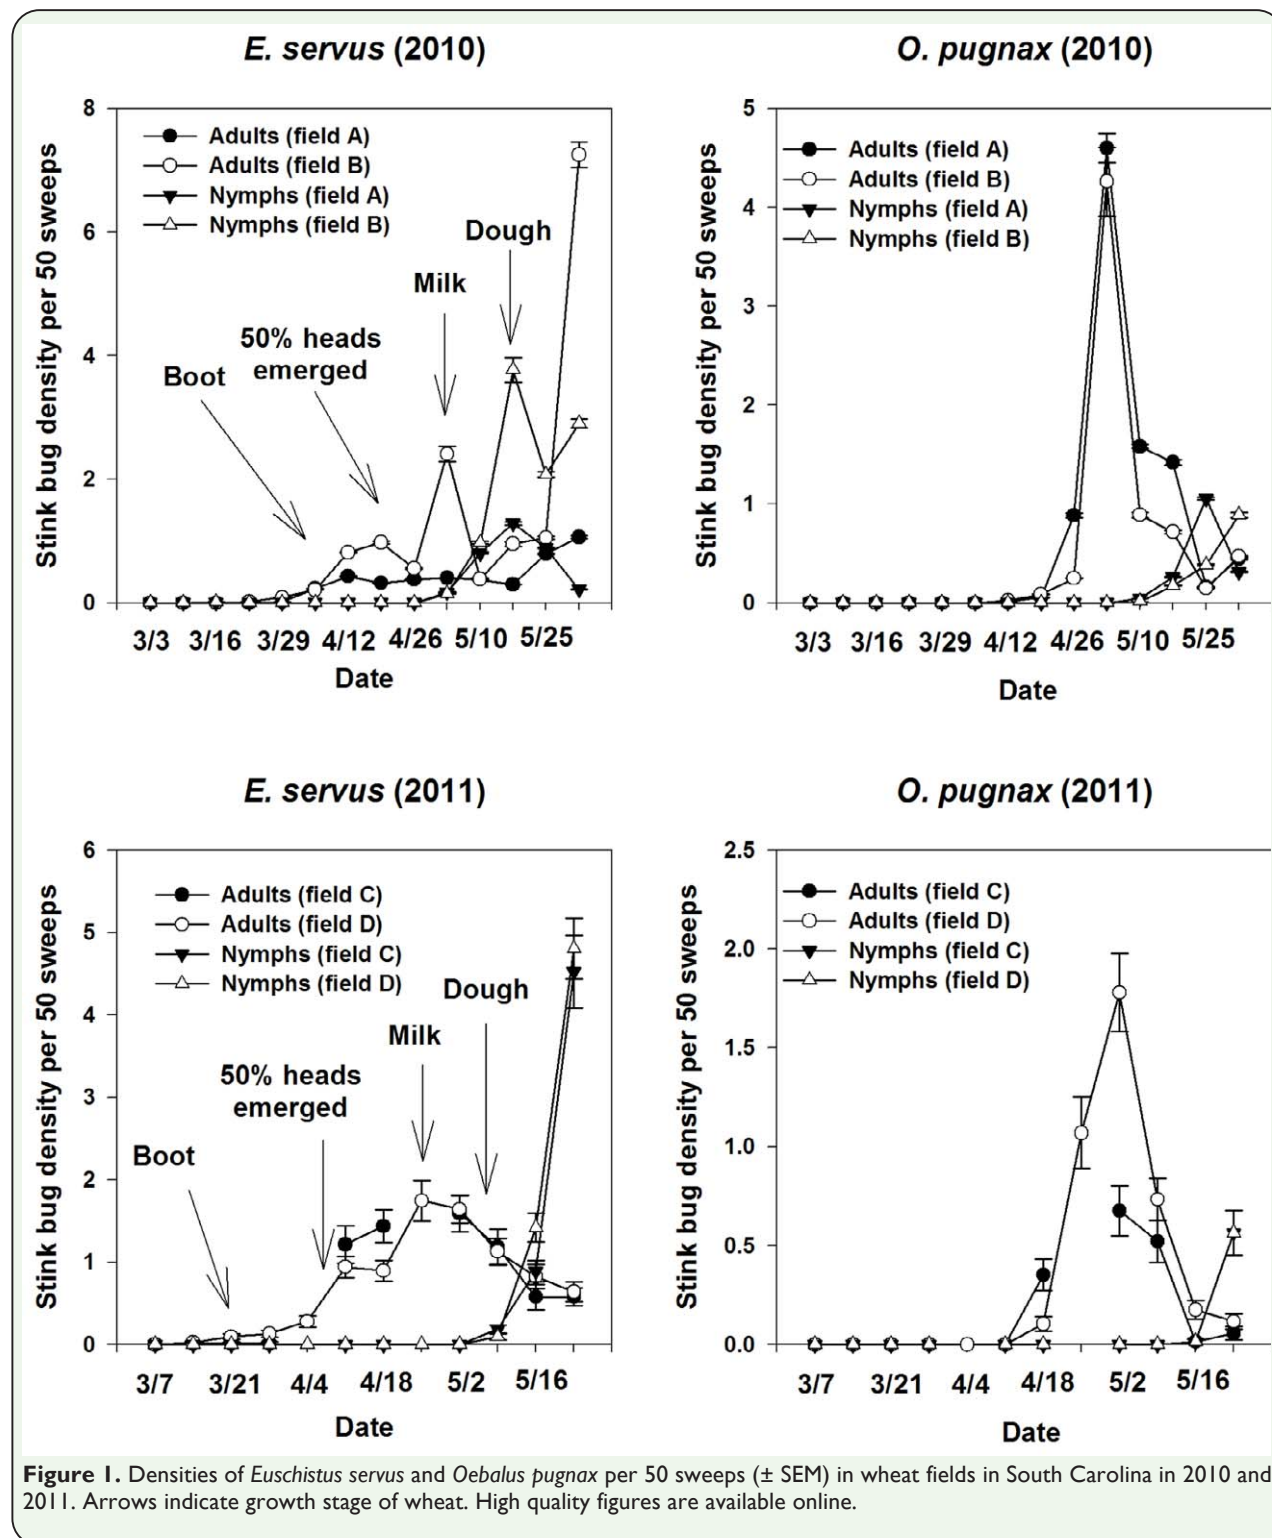 E. servus (2010)
8
6
4
2
0
Stink bug density per 50 sweeps
Adults (field A)
Adults (field B)
Nymphs (field A)
Nymphs (field B)
Boot
50% heads
emerged
Milk
Dough
3/3 3/16 3/29 4/12 4/26 5/10 5/25
Date
O. pugnax (2010)
5
4
3
2
1
0
Stink bug density per 50 sweeps
Adults (field A)
Adults (field B)
Nymphs (field A)
Nymphs (field B)
3/3 3/16 3/29 4/12 4/26 5/10 5/25
Date
E. servus (2011)
6
5
4
3
2
1
0
Stink bug density per 50 sweeps
Adults (field C)
Adults (field D)
Nymphs (field C)
Nymphs (field D)
Boot
50% heads
emerged
Milk
Dough
3/7 3/21 4/4 4/18 5/2 5/16
Date
O. pugnax (2011)
2.5
2.0
1.5
1.0
0.5
0.0
Stink bug density per 50 sweeps
Adults (field C)
Adults (field D)
Nymphs (field C)
Nymphs (field D)
3/7 3/21 4/4 4/18 5/2 5/16
Date
Figure 1. Densities of Euschistus servus and Oebalus pugnax per 50 sweeps (± SEM) in wheat fields in South Carolina in 2010 and
2011. Arrows indicate growth stage of wheat. High quality figures are available online.